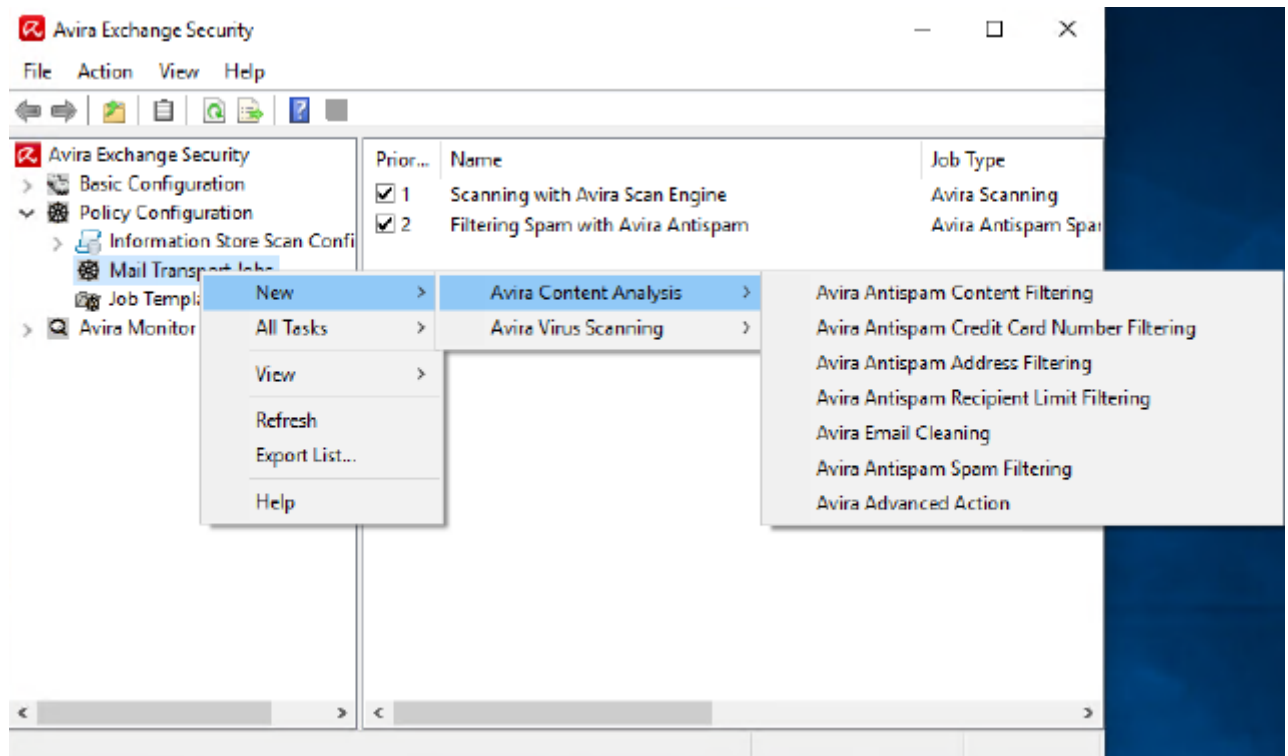 Avira Exchange Security
File Action View Help
Avira Exchange Security
Basic Configuration
Policy Configuration
Information Store Scan Confi
Mail Transport Jobs
Job Templ
Avira Monitor
Prior... Name Job Type
1 Scanning with Avira Scan Engine Avira Scanning
2 Filtering Spam with Avira Antispam Avira Antispam Spa
New
All Tasks
View
Refresh
Export List...
Help
Avira Content Analysis
Avira Virus Scanning
Avira Antispam Content Filtering
Avira Antispam Credit Card Number Filtering
Avira Antispam Address Filtering
Avira Antispam Recipient Limit Filtering
Avira Email Cleaning
Avira Antispam Spam Filtering
Avira Advanced Action